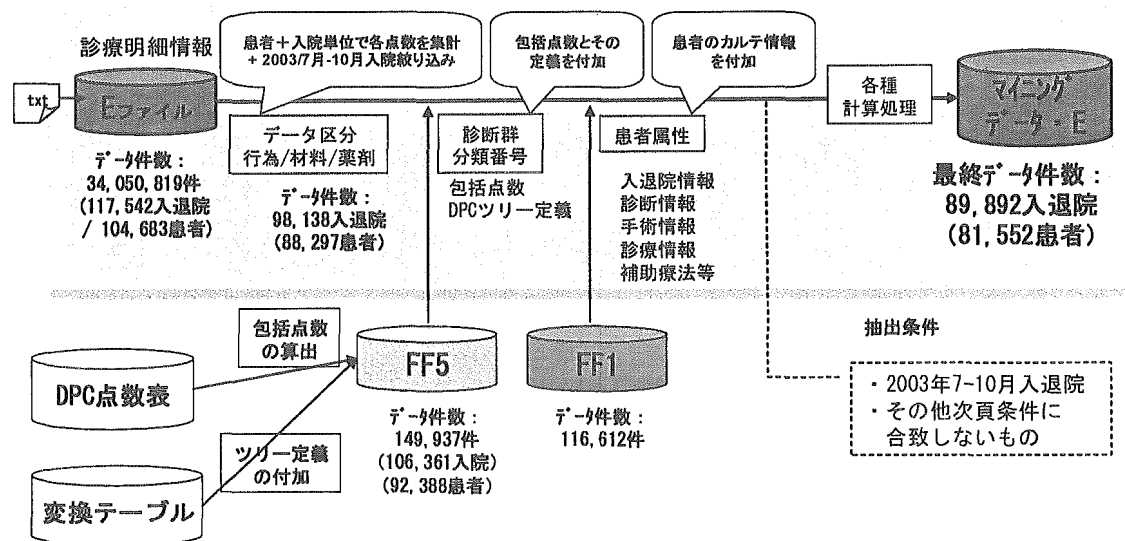 診療明細情報
患者＋入院単位で各点数を集計
+ 2003/7月-10月入院絞り込み
包括点数とその
定義を付加
患者のカルテ情報
を付加
txt
Eファイル
各種
計算処理
マイニング
データ・E
データ区分
行為/材料/薬剤
診断群
分類番号
患者属性
データ件数：
34,050,819件
(117,542入退院
/ 104,683患者)
データ件数：
98,138入退院
(88,297患者)
包括点数
DPCツリー定義
入退院情報
診断情報
手術情報
診療情報
補助療法等
最終データ件数：
89,892入退院
(81,552患者)
包括点数
の算出
抽出条件
DPC点数表
FF5
FF1
・2003年7-10月入退院
・その他次頁条件に
合致しないもの
データ件数：
149,937件
(106,361入院)
(92,388患者)
データ件数：
116,612件
ツリー定義
の付加
変換テーブル